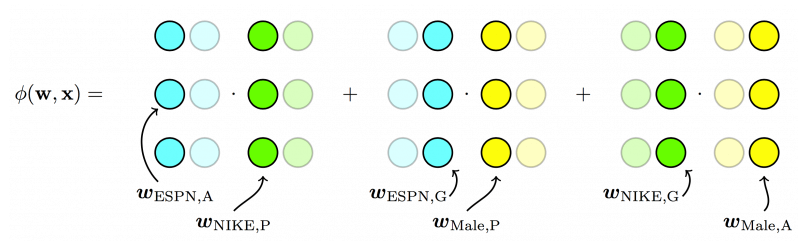 ϕ(w, x) = · + · + ·
w_ESPN,A w_ESPN,G w_NIKE,G
w_NIKE,P w_Male,P w_Male,A